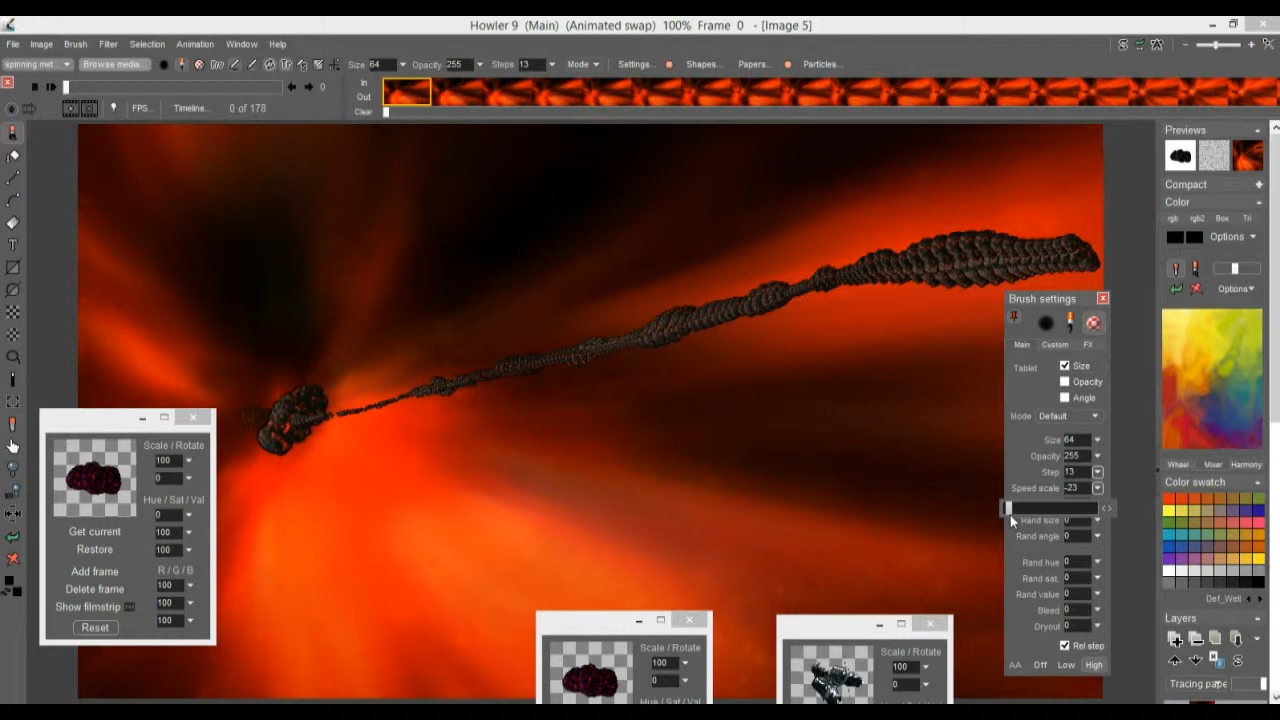 Howler 9 (Main) (Animated swap) 100% Frame 0 - [Image 5]
File Image Brush Filter Selection Animation Window Help
spinning met... Browse media... Size 64 Opacity 255 Steps 13 Mode Settings... Shapes... Papers... Particles...
In
0
Out
FPS... Timeline... 0 of 178
Clear
Previews
Compact
Color
rgb rgb2 Box Tri
Options
Options
Wheel Mixer Harmony
Color swatch
Def_Well
Layers
Tracing pape
Brush settings
Main Custom FX
Tablet Size
Opacity
Angle
Mode Default
Size 64
Opacity 255
Step 13
Speed scale -23
Rand size 0
Rand angle 0
Rand hue 0
Rand sat. 0
Rand value 0
Bleed 0
Dryout 0
Rel step
AA Off Low High
Scale / Rotate
100
0
Hue / Sat / Val
0
Get current 100
Restore 100
Add frame R / G / B
Delete frame 100
Show filmstrip 100
Reset 100
Scale / Rotate
100
0
Hue / Sat / Val
Scale / Rotate
100
0